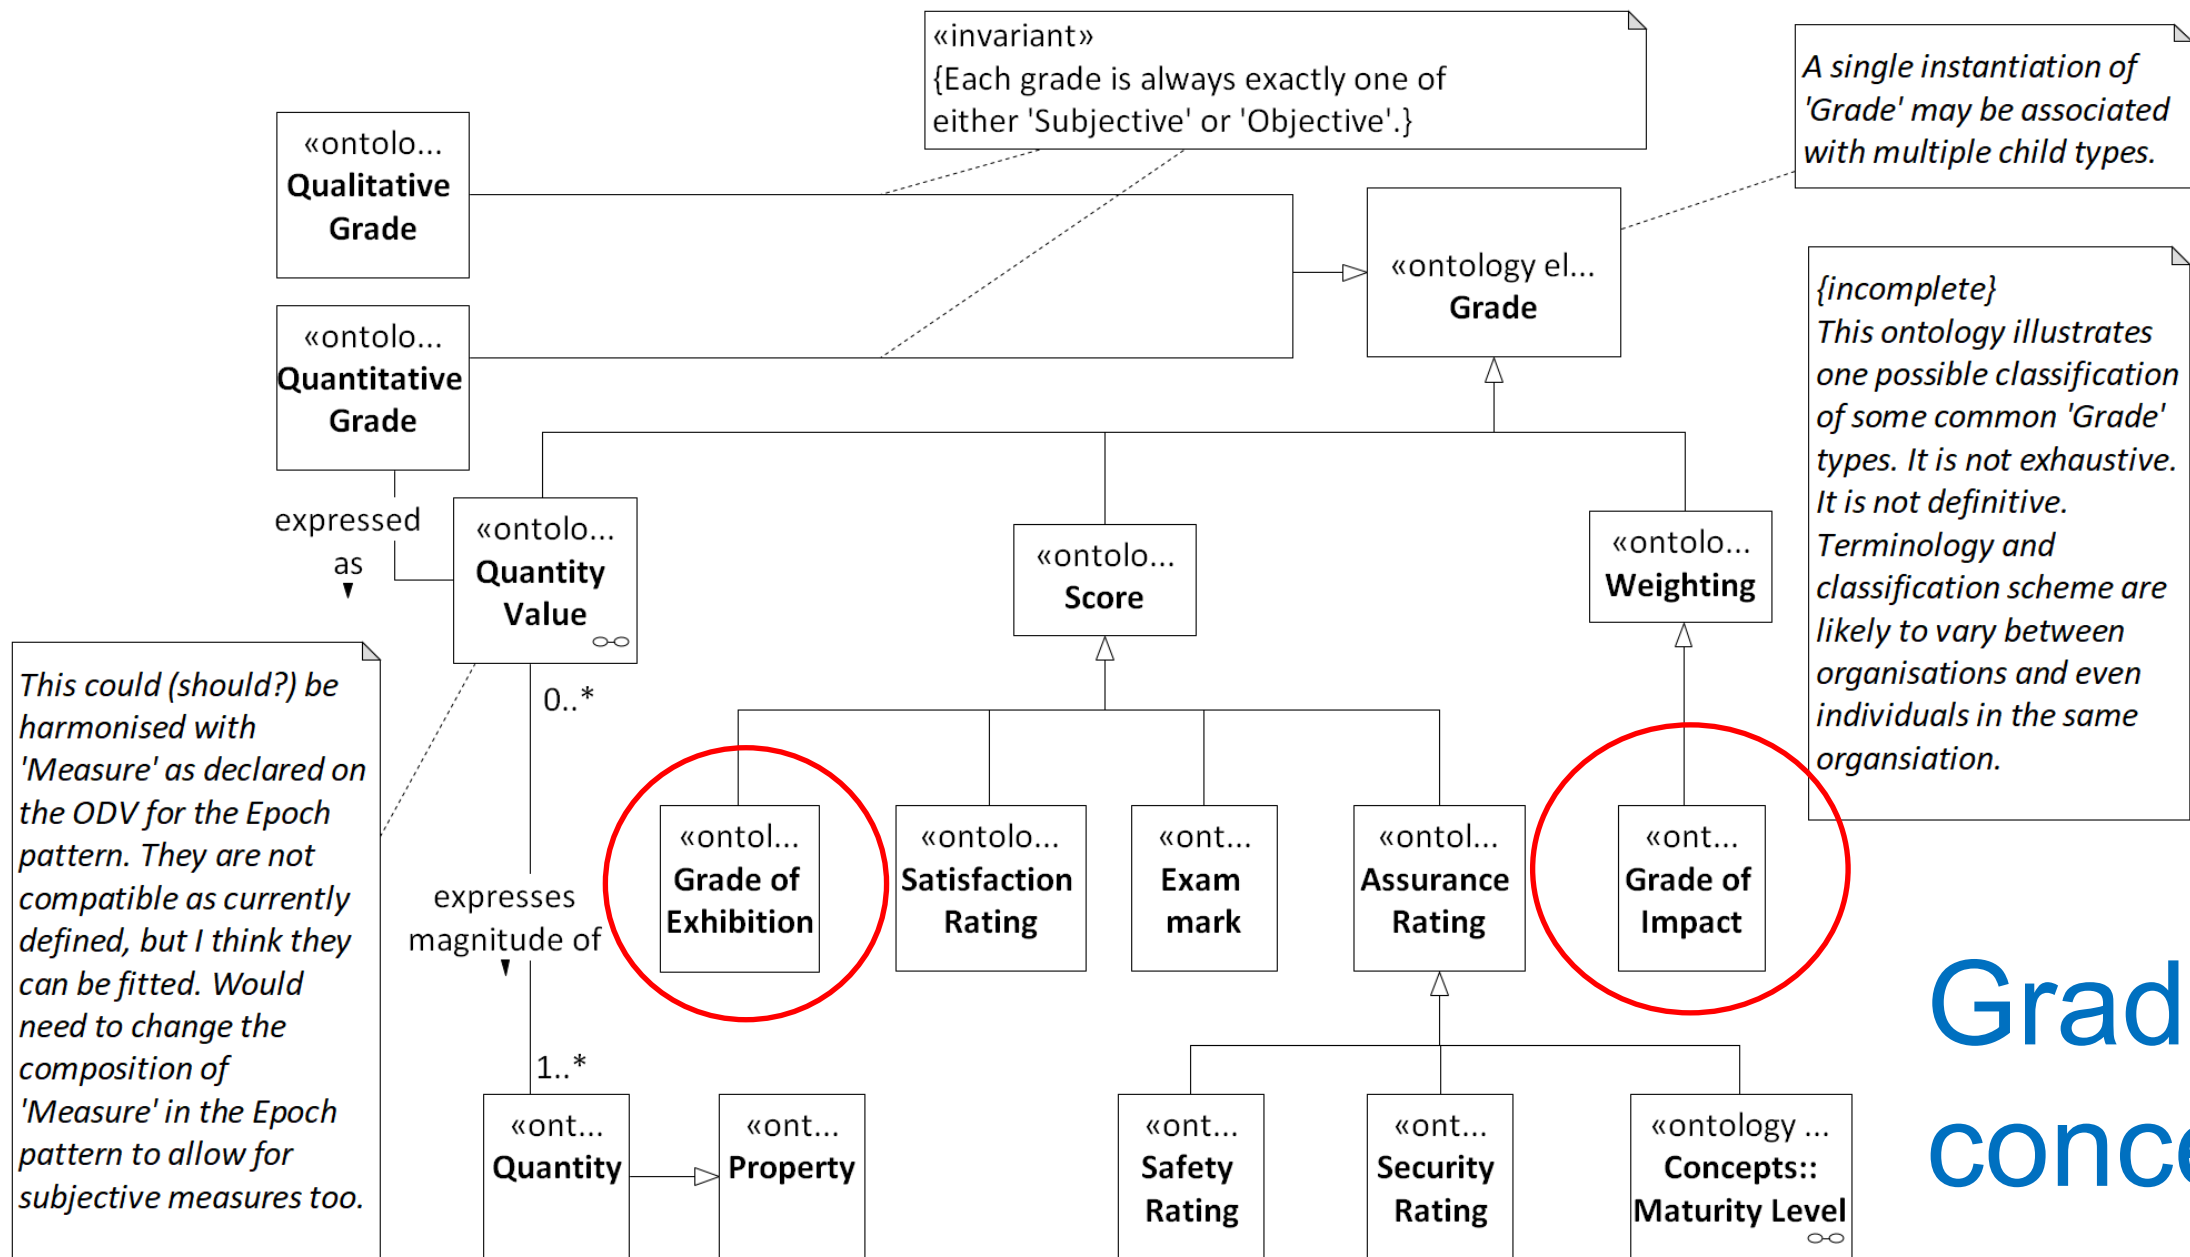 «invariant»
{Each grade is always exactly one of
either 'Subjective' or 'Objective'.}
A single instantiation of
'Grade' may be associated
with multiple child types.
«ontolo...
Qualitative
Grade
«ontology el...
Grade
«ontolo...
Quantitative
Grade
{incomplete}
This ontology illustrates
one possible classification
of some common 'Grade'
types. It is not exhaustive.
It is not definitive.
Terminology and
classification scheme are
likely to vary between
organisations and even
individuals in the same
organsiation.
expressed
as
«ontolo...
Quantity
Value
«ontolo...
Score
«ontolo...
Weighting
This could (should?) be
harmonised with
'Measure' as declared on
the ODV for the Epoch
pattern. They are not
compatible as currently
defined, but I think they
can be fitted. Would
need to change the
composition of
'Measure' in the Epoch
pattern to allow for
subjective measures too.
0..*
expresses
magnitude of
1..*
«ontol...
Grade of
Exhibition
«ontolo...
Satisfaction
Rating
«ont...
Exam
mark
«ontol...
Assurance
Rating
«ont...
Grade of
Impact
«ont...
Quantity
«ont...
Property
«ont...
Safety
Rating
«ont...
Security
Rating
«ontology ...
Concepts::
Maturity Level
Grad
conce